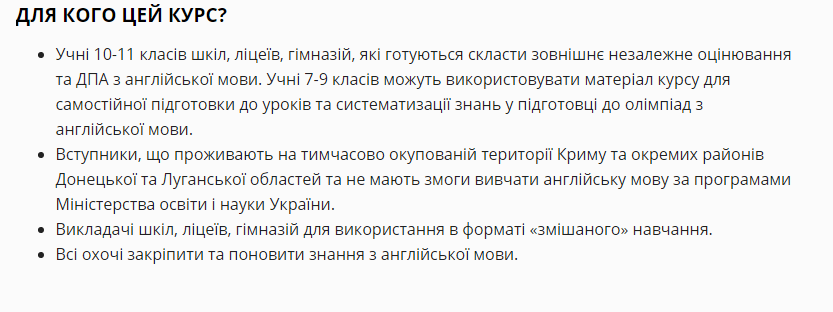 ДЛЯ КОГО ЦЕЙ КУРС?
• Учні 10-11 класів шкіл, ліцеїв, гімназій, які готуються скласти зовнішнє незалежне оцінювання
та ДПА з англійської мови. Учні 7-9 класів можуть використовувати матеріал курсу для
самостійної підготовки до уроків та систематизації знань у підготовці до олімпіад з
англійської мови.
• Вступники, що проживають на тимчасово окупованій території Криму та окремих районів
Донецької та Луганської областей та не мають змоги вивчати англійську мову за програмами
Міністерства освіти і науки України.
• Викладачі шкіл, ліцеїв, гімназій для використання в форматі «змішаного» навчання.
• Всі охочі закріпити та поновити знання з англійської мови.